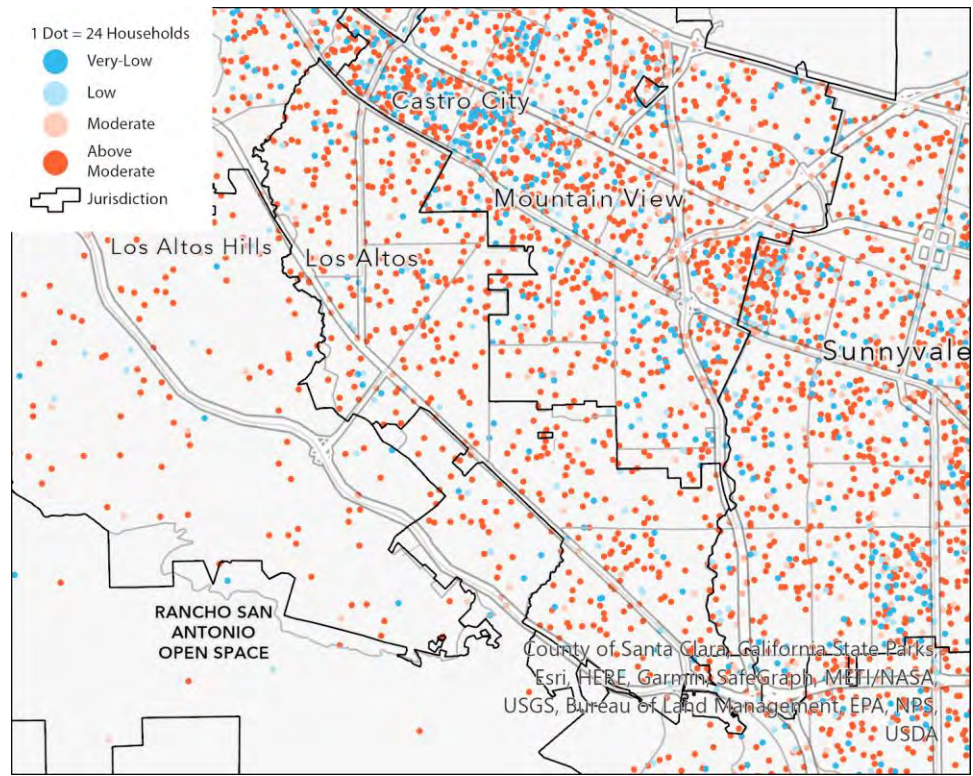 1 Dot = 24 Households
Very-Low
Low
Moderate
Above
Moderate
Jurisdiction
Castro City
Mountain View
Los Altos Hills
Los Altos
Sunnyvale
RANCHO SAN
ANTONIO
OPEN SPACE
County of Santa Clara, California State Parks
Esri, HERE, Garmin, SafeGraph, METI/NASA,
USGS, Bureau of Land Management, EPA, NPS,
USDA